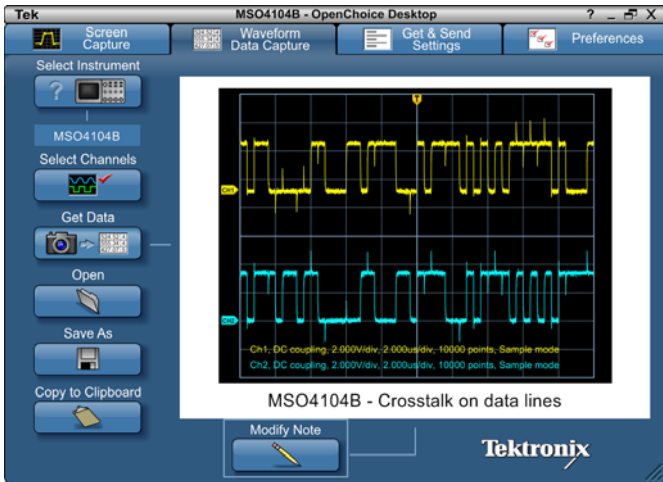 Tek
MSO4104B - OpenChoice Desktop
? _ X
Screen
Capture
Waveform
Data Capture
Get & Send
Settings
Preferences
Select Instrument
?
MSO4104B
Select Channels
Get Data
Open
Save As
Copy to Clipboard
T
CH1
CH2
Ch1, DC coupling, 2.000V/div, 2.000us/div, 10000 points, Sample mode
Ch2, DC coupling, 2.000V/div, 2.000us/div, 10000 points, Sample mode
MSO4104B - Crosstalk on data lines
Modify Note
Tektronix